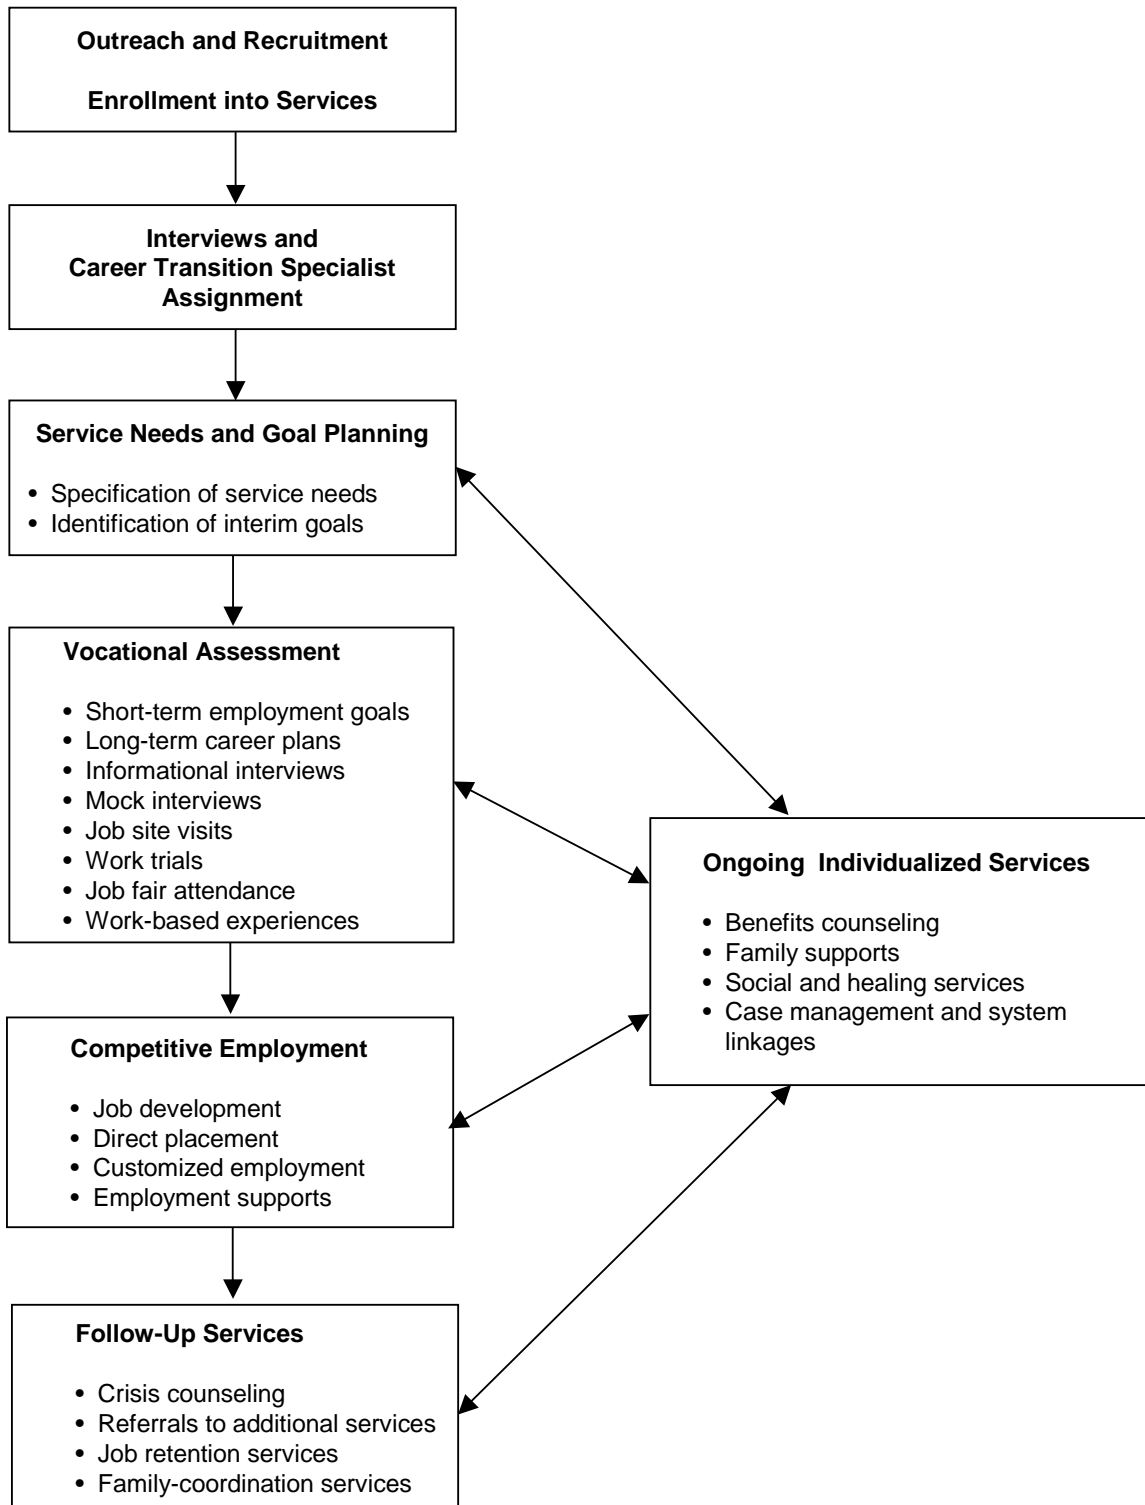 Outreach and Recruitment
Enrollment into Services
Interviews and
Career Transition Specialist
Assignment
Service Needs and Goal Planning
• Specification of service needs
• Identification of interim goals
Vocational Assessment
• Short-term employment goals
• Long-term career plans
• Informational interviews
• Mock interviews
• Job site visits
• Work trials
• Job fair attendance
• Work-based experiences
Ongoing Individualized Services
• Benefits counseling
• Family supports
• Social and healing services
• Case management and system
linkages
Competitive Employment
• Job development
• Direct placement
• Customized employment
• Employment supports
Follow-Up Services
• Crisis counseling
• Referrals to additional services
• Job retention services
• Family-coordination services